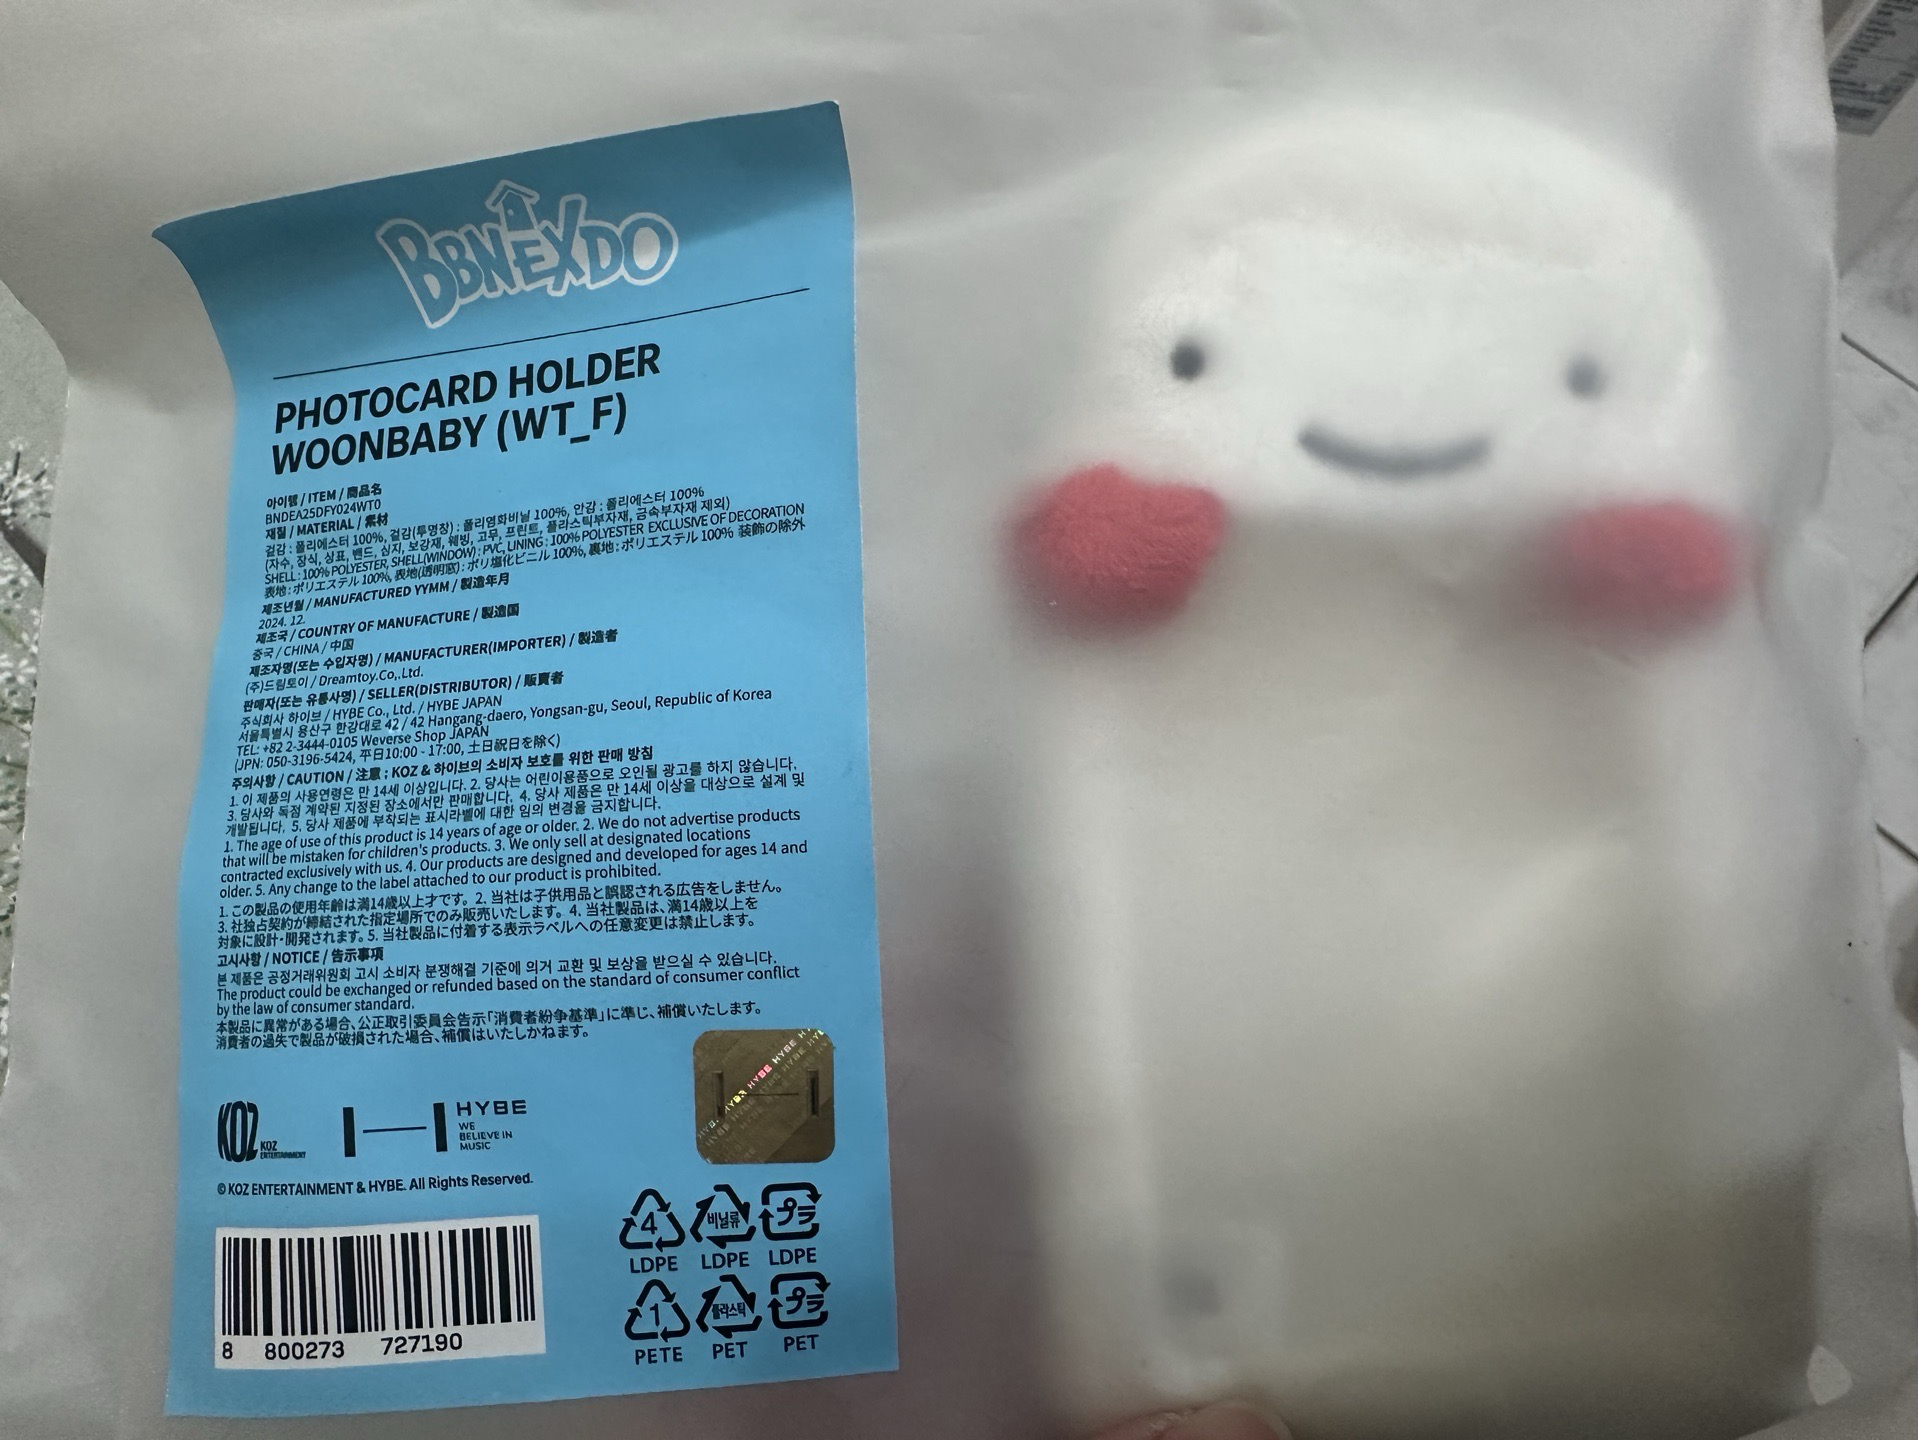 BBNEXDO
PHOTOCARD HOLDER
WOONBABY (WT_F)
아이템 / ITEM / 商品名
BNDEA25DFY024WT0
재질 / MATERIAL / 素材
겉감 : 폴리에스터 100%, 겉감(투명창) : 폴리염화비닐 100%, 안감 : 폴리에스터 100%
(자수, 장식, 심표, 밴드, 심지, 보강재, 웨빙, 고무, 프린트, 플라스틱부자재, 금속부자재 제외)
SHELL : 100% POLYESTER, SHELL(WINDOW) : PVC, LINING : 100% POLYESTER EXCLUSIVE OF DECORATION
表地 : ポリエステル 100%, 表地(透明窓) : ポリ塩化ビニル 100%, 裏地 : ポリエステル 100% 装飾の除外
제조년월 / MANUFACTURED YYMM / 製造年月
2024. 12.
제조국 / COUNTRY OF MANUFACTURE / 製造国
중국 / CHINA / 中国
제조자명(또는 수입자명) / MANUFACTURER(IMPORTER) / 製造者
(주)드림토이 / Dreamtoy.Co,.Ltd.
판매자(또는 유통사명) / SELLER(DISTRIBUTOR) / 販賣者
주식회사 하이브 / HYBE Co., Ltd. / HYBE JAPAN
서울특별시 용산구 한강대로 42 / 42 Hangang-daero, Yongsan-gu, Seoul, Republic of Korea
TEL: +82 2-3444-0105 Weverse Shop JAPAN
(JPN: 050-3196-5424, 平日10:00 - 17:00, 土日祝日を除く)
주의사항 / CAUTION / 注意 ; KOZ & 하이브의 소비자 보호를 위한 판매 방침
1. 이 제품의 사용연령은 만 14세 이상입니다. 2. 당사는 어린이용품으로 오인될 광고를 하지 않습니다.
3. 당사와 독점 계약된 지정된 장소에서만 판매합니다. 4. 당사 제품은 만 14세 이상을 대상으로 설계 및
개발됩니다. 5. 당사 제품에 부착되는 표시라벨에 대한 임의 변경을 금지합니다.
1. The age of use of this product is 14 years of age or older. 2. We do not advertise products
that will be mistaken for children's products. 3. We only sell at designated locations
contracted exclusively with us. 4. Our products are designed and developed for ages 14 and
older. 5. Any change to the label attached to our product is prohibited.
1. この製品の使用年齢は満14歳以上才です。2. 当社は子供用品と誤認される広告をしません。
3. 社独占契約が締結された指定場所でのみ販売いたします。4. 当社製品は、満14歳以上を
対象に設計・開発されます。5. 当社製品に付着する表示ラベルへの任意変更は禁止します。
고시사항 / NOTICE / 告示事項
본 제품은 공정거래위원회 고시 소비자 분쟁해결 기준에 의거 교환 및 보상을 받으실 수 있습니다.
The product could be exchanged or refunded based on the standard of consumer conflict
by the law of consumer standard.
本製品に異常がある場合、公正取引委員会告示「消費者紛争基準」に準じ、補償いたします。
消費者の過失で製品が破損された場合、補償はいたしかねます。
HYBE HYBE HYBE
KOZ
KOZ
ENTERTAINMENT
HYBE
WE
BELIEVE IN
MUSIC
© KOZ ENTERTAINMENT & HYBE. All Rights Reserved.
4 비닐류 プラ
LDPE LDPE LDPE
1 플라스틱 プラ
PETE PET PET
8 800273 727190